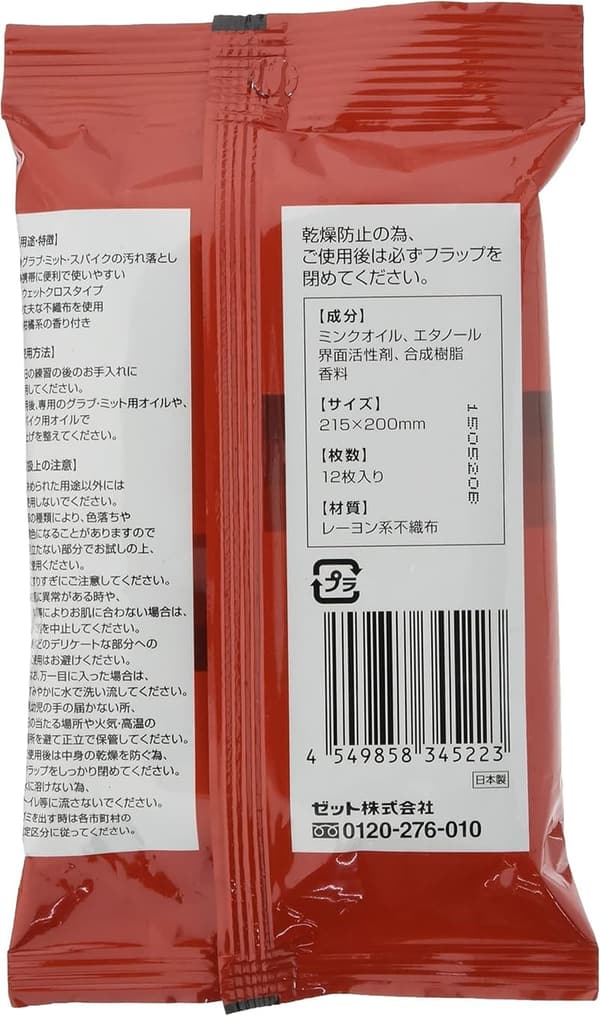 用途・特徴】
グラブ・ミット・スパイクの汚れ落とし
携帯に便利で使いやすい
ウェットクロスタイプ
丈夫な不織布を使用
柑橘系の香り付き
使用方法】
日の練習の後のお手入れに
用してください。
用後、専用のグラブ・ミット用オイルや、
パイク用オイルで
上げを整えてください。
扱上の注意】
められた用途以外には
使用しないでください。
の種類により、色落ちや
色になることがありますので
立たない部分でお試しの上、
使用ください。
すりすぎにご注意してください。
に異常がある時や、
等によりお肌に合わない場合は、
を中止してください。
などのデリケートな部分への
使用はお避けください。
お、万一目に入った場合は、
みやかに水で洗い流してください。
幼児の手の届かない所、
の当たる場所や火気・高温の
所を避て正立で保管してください。
使用後は中身の乾燥を防ぐ為、
フラップをしっかり閉めてください。
に溶けない為、
イレ等に流さないでください。
ミを出す時は各市町村の
定区分に従ってください。
乾燥防止の為、
ご使用後は必ずフラップを
閉めてください。
【成分】
ミンクオイル、エタノール
界面活性剤、合成樹脂
香料
【サイズ】
215×200mm
【枚数】
12枚入り
【材質】
レーヨン系不織布
150520B
プラ
4 549858 345223
日本製
ゼット株式会社
0120-276-010